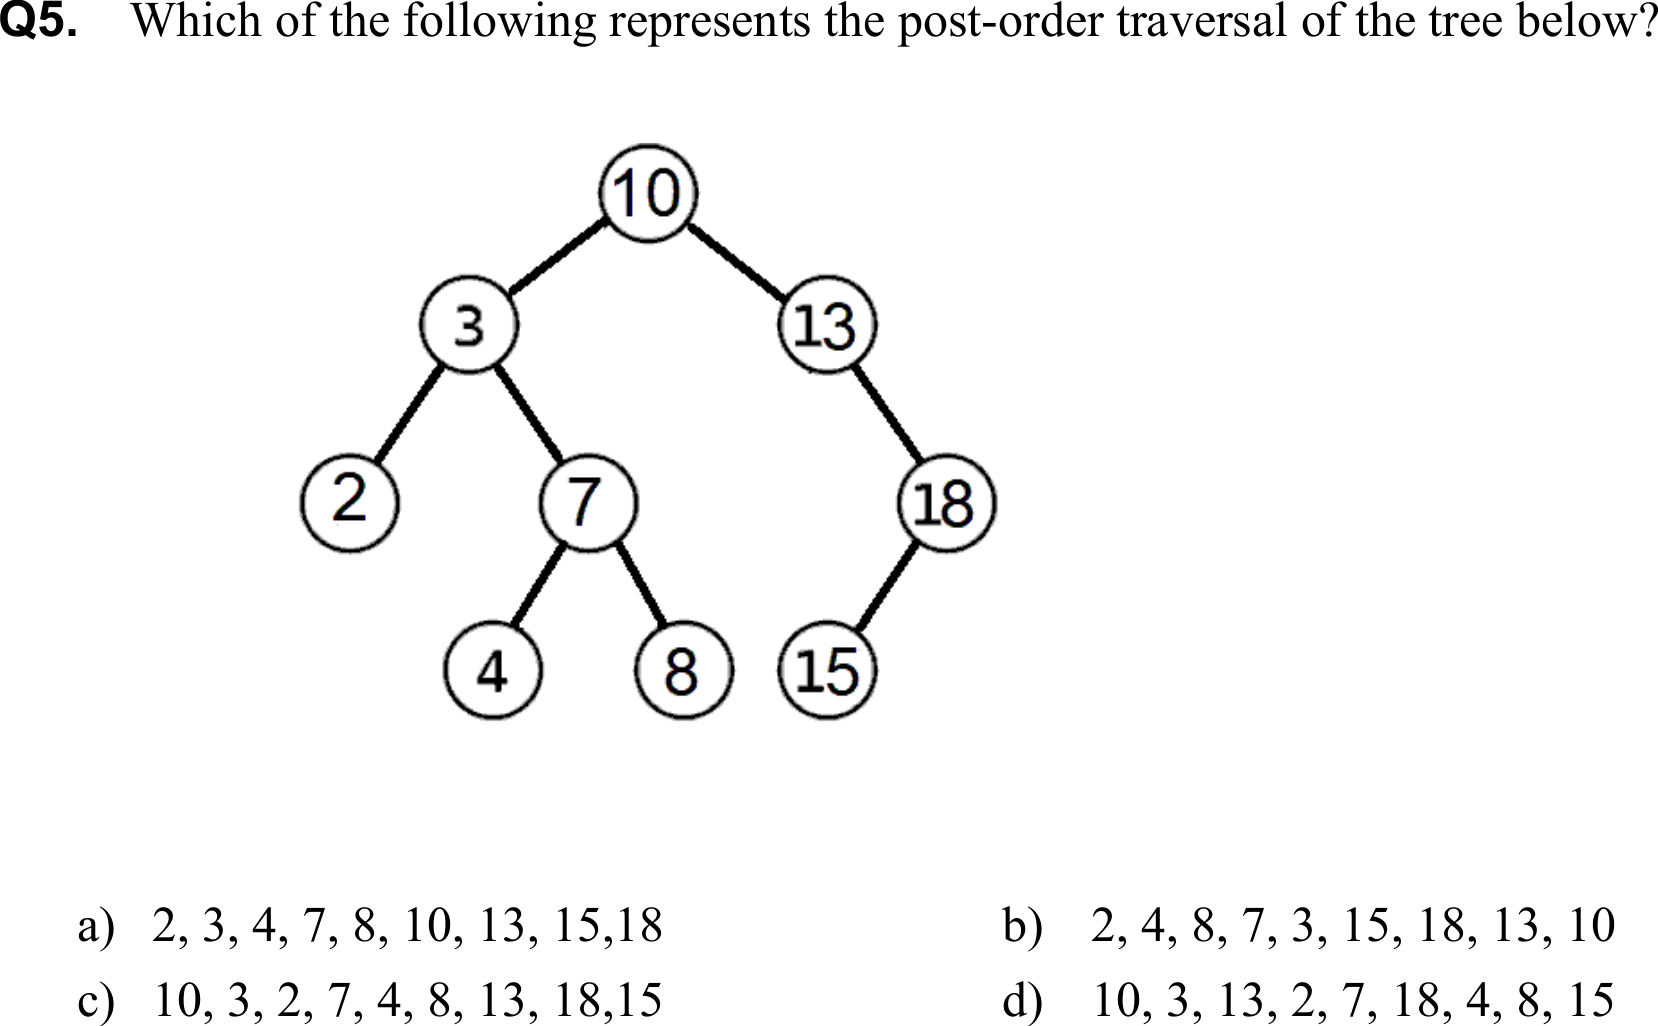 Q5. Which of the following represents the post-order traversal of the tree below?
10
3 13
2 7 18
4 8 15
a) 2, 3, 4, 7, 8, 10, 13, 15,18 b) 2, 4, 8, 7, 3, 15, 18, 13, 10
c) 10, 3, 2, 7, 4, 8, 13, 18,15 d) 10, 3, 13, 2, 7, 18, 4, 8, 15